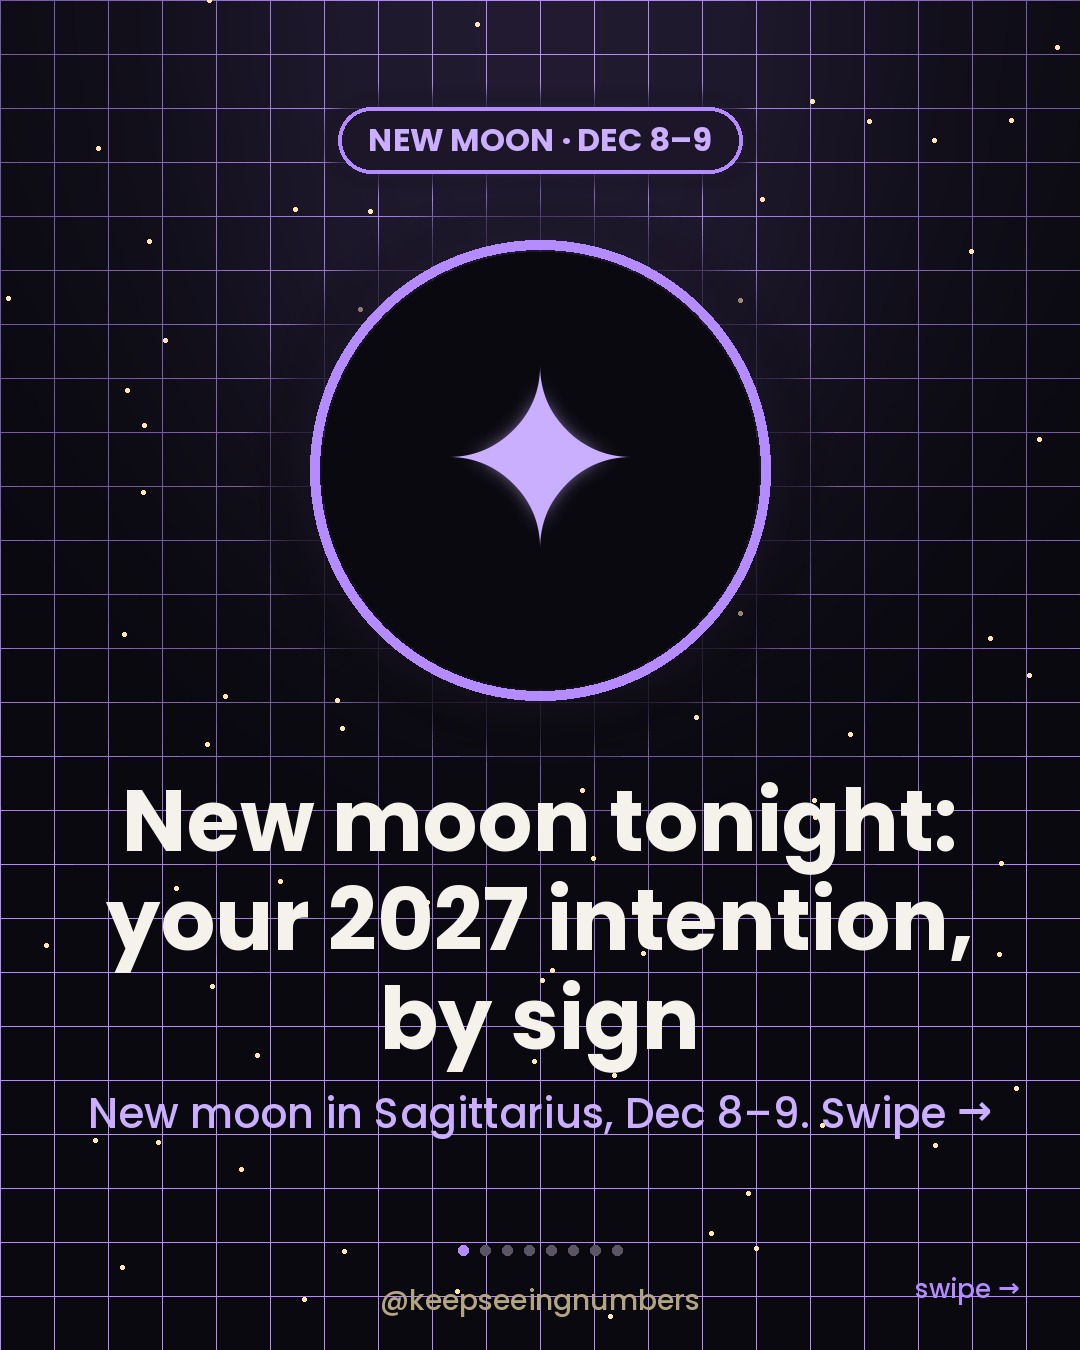 NEW MOON · DEC 8–9
New moon tonight:
your 2027 intention,
by sign
New moon in Sagittarius, Dec 8–9. Swipe →
swipe →
@keepseeingnumbers